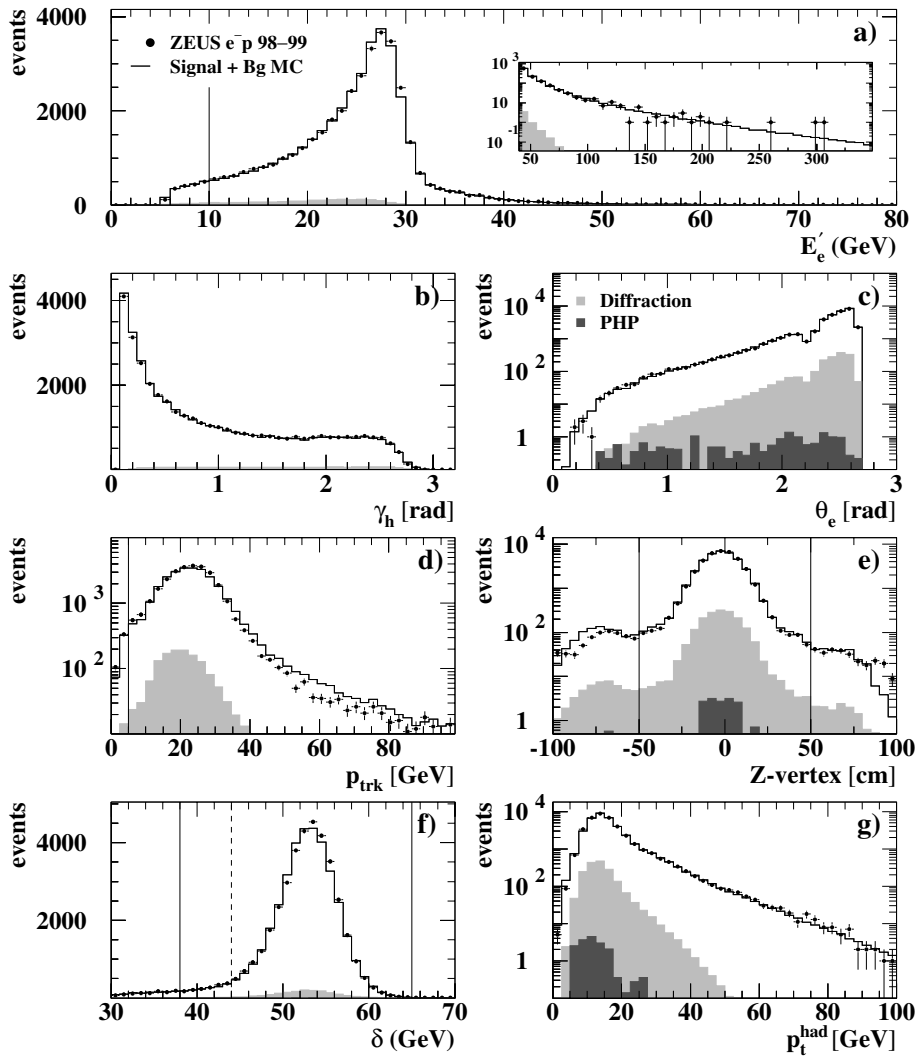 events
4000
2000
0
ZEUS e⁻p 98–99
Signal + Bg MC
a)
10³
10
10⁻¹
50 100 150 200 250 300
0 10 20 30 40 50 60 70 80
E′e (GeV)
events
4000
2000
b)
0 1 2 3
γh [rad]
events
10⁴
10²
1
Diffraction
PHP
c)
0 1 2 3
θe [rad]
events
10³
10²
d)
0 20 40 60 80
ptrk [GeV]
events
10⁴
10²
1
e)
-100 -50 0 50 100
Z-vertex [cm]
events
4000
2000
0
f)
30 40 50 60 70
δ (GeV)
events
10⁴
10²
1
g)
0 20 40 60 80 100
pt^had [GeV]